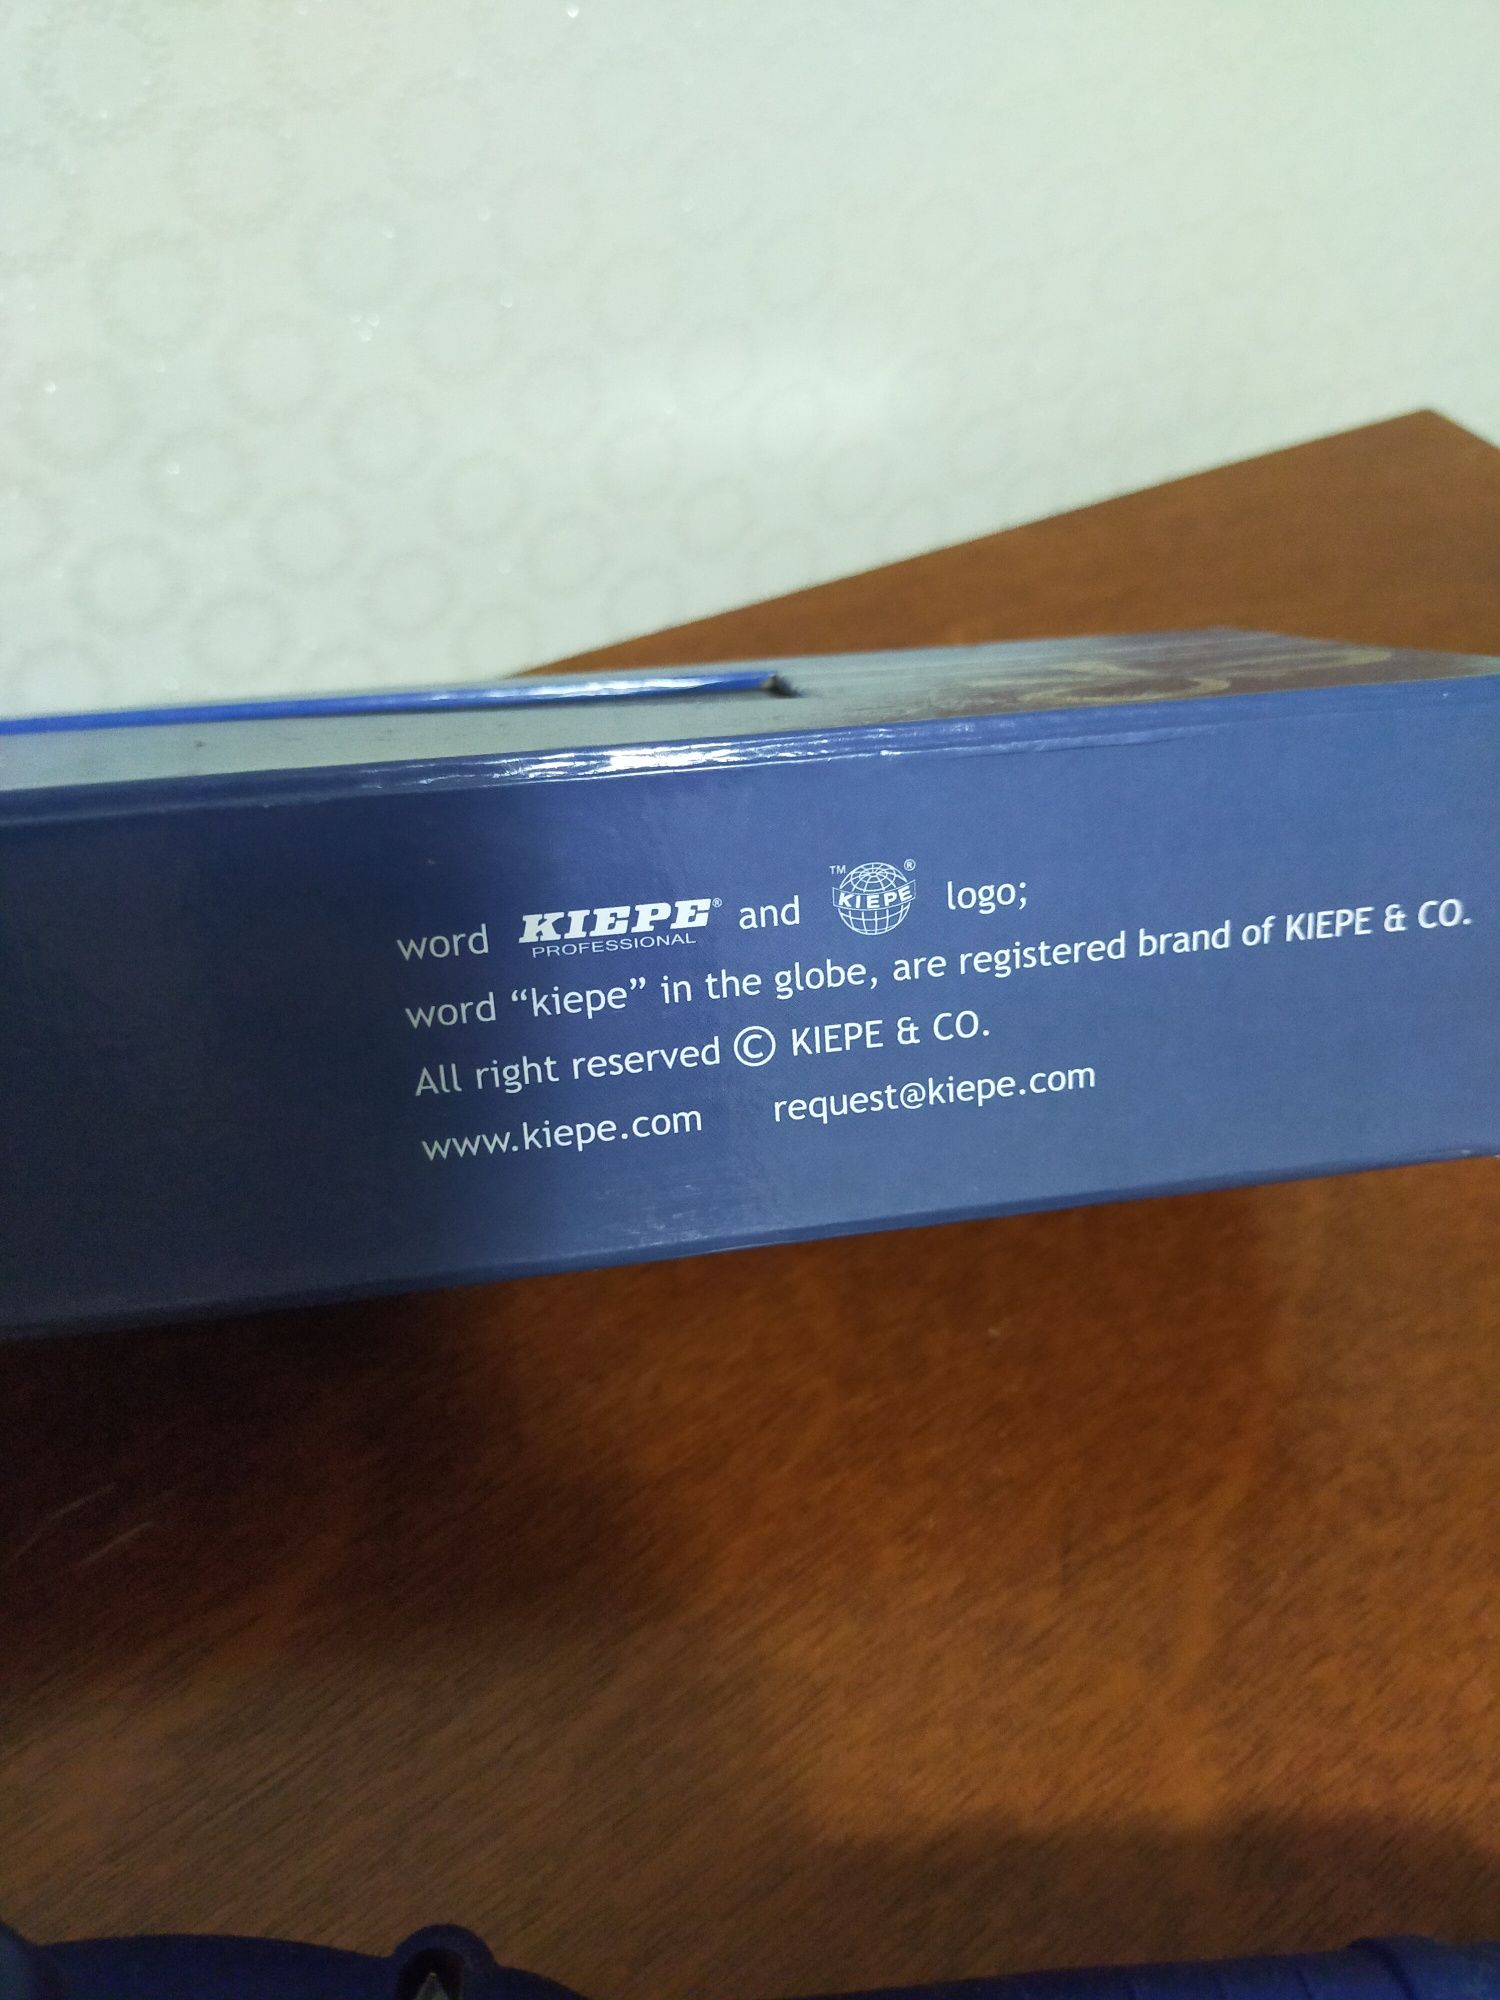 word KIEPE® PROFESSIONAL and ™ KIEPE ® logo;
word “kiepe” in the globe, are registered brand of KIEPE & CO.
All right reserved © KIEPE & CO.
www.kiepe.com request@kiepe.com